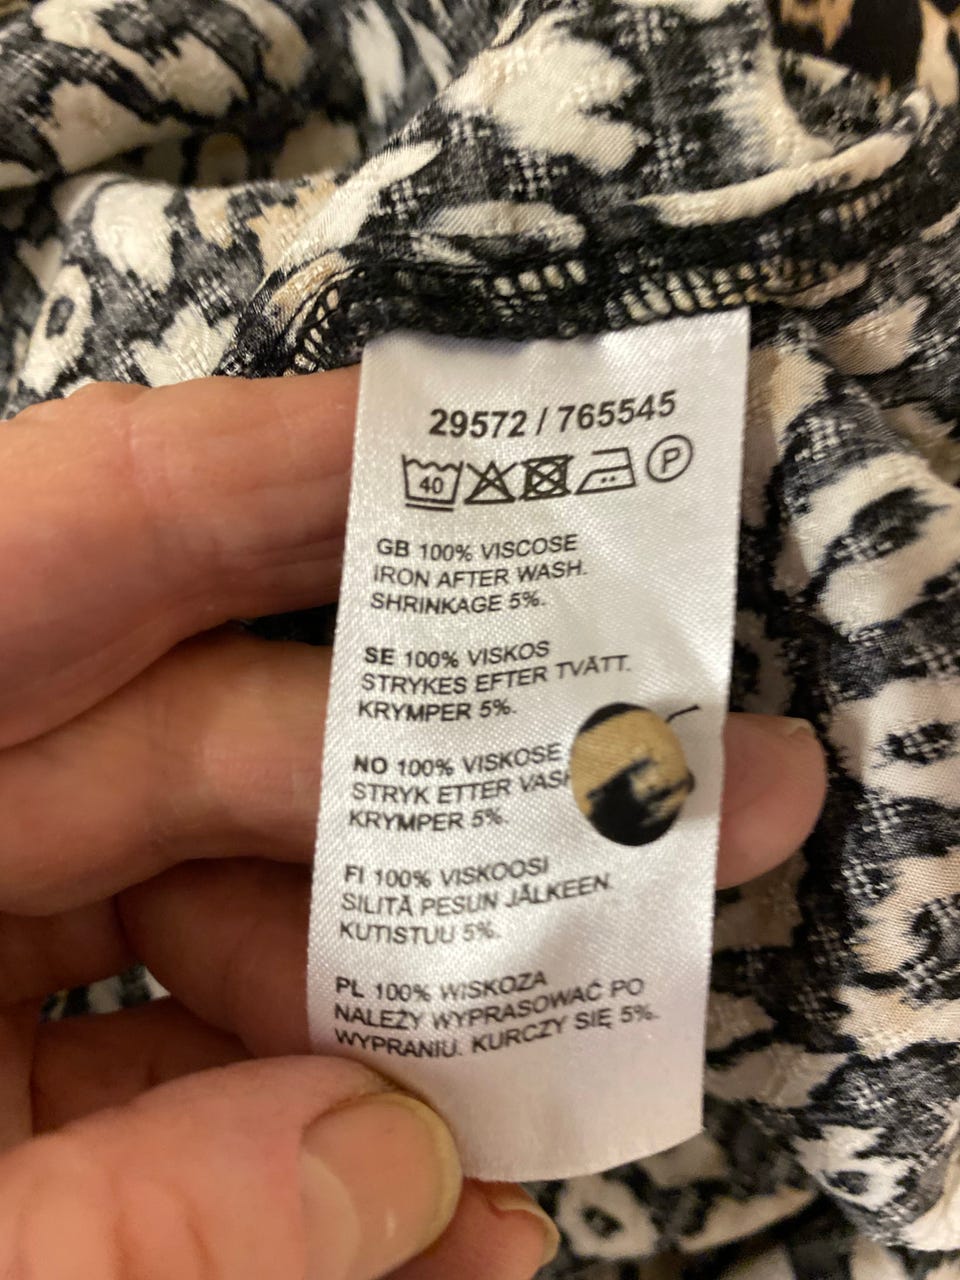 29572 / 765545
40 P
GB 100% VISCOSE
IRON AFTER WASH.
SHRINKAGE 5%.
SE 100% VISKOS
STRYKES EFTER TVÄTT.
KRYMPER 5%.
NO 100% VISKOSE
STRYK ETTER
KRYMPER 5%.
FI 100% VISKOOSI
SILITÄ PESUN JÄLKEEN.
KUTISTUU 5%.
PL 100% WISKOZA
NALEŻY WYPRASOWAĆ PO
WYPRANIU. KURCZY SIĘ 5%.